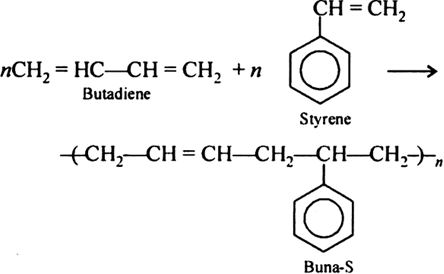 CH=CH₂
nCH₂=HC—CH=CH₂ + n →
Butadiene
Styrene
-(CH₂—CH=CH—CH₂—CH—CH₂-)ₙ
Buna-S